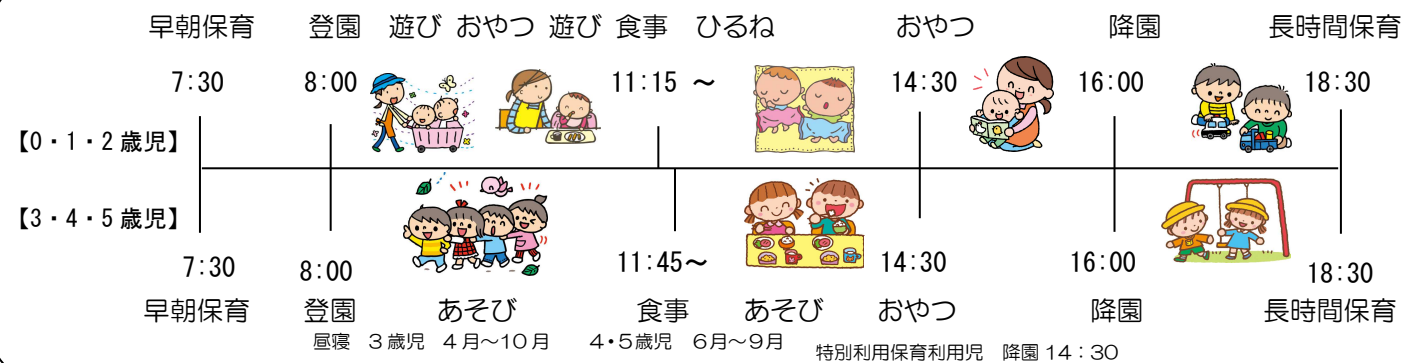 早朝保育 登園 遊び おやつ 遊び 食事 ひるね おやつ 降園 長時間保育
7:30 8:00 11:15 ～ 14:30 16:00 18:30
【0・1・2歳児】
【3・4・5歳児】
7:30 8:00 11:45～ 14:30 16:00 18:30
早朝保育 登園 あそび 食事 あそび おやつ 降園 長時間保育
昼寝 3歳児 4月～10月 4・5歳児 6月～9月 特別利用保育利用児 降園14：30